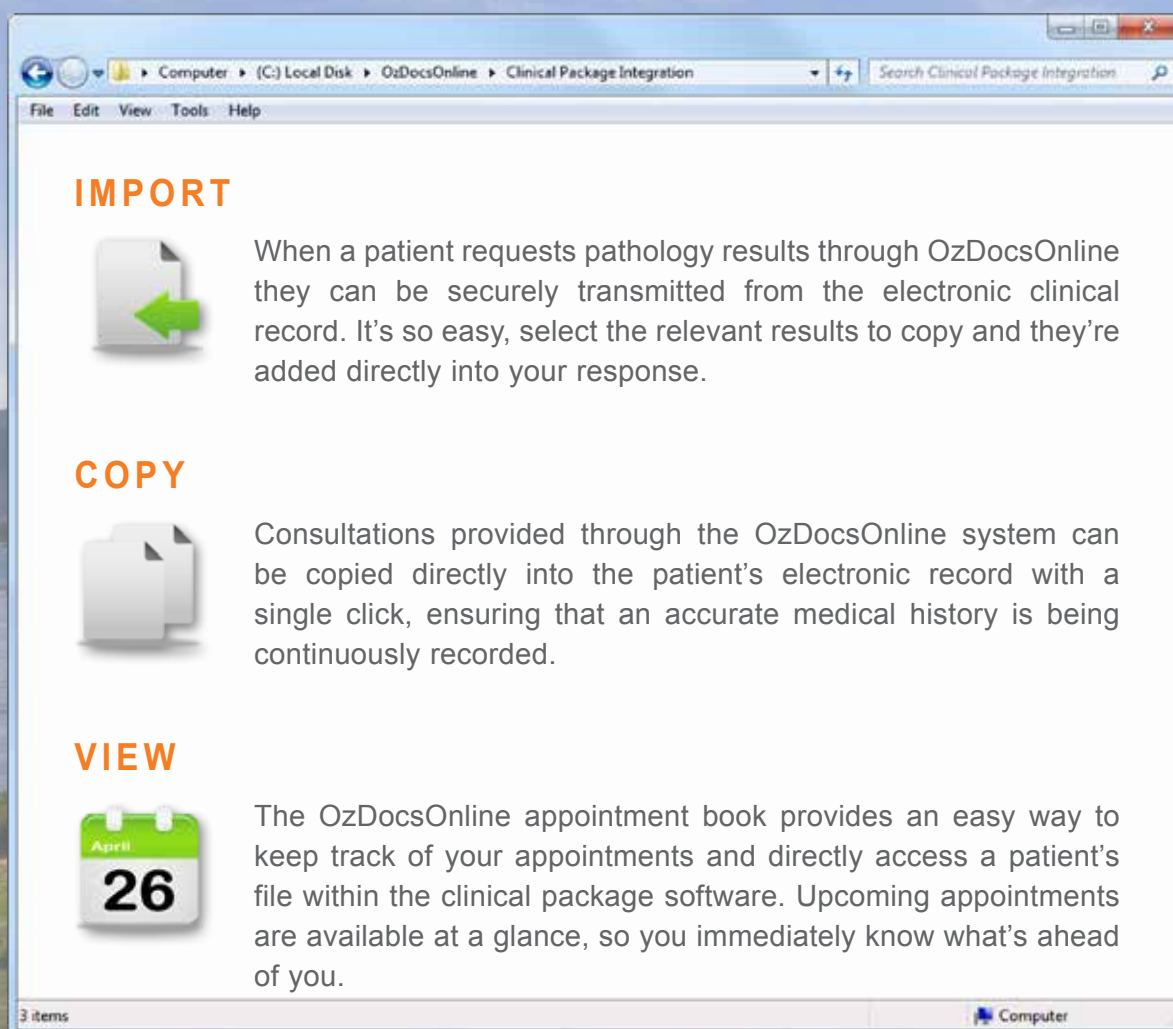 Computer ▸ (C:) Local Disk ▸ OzDocsOnline ▸ Clinical Package Integration
Search Clinical Package Integration
File Edit View Tools Help
IMPORT
When a patient requests pathology results through OzDocsOnline
they can be securely transmitted from the electronic clinical
record. It’s so easy, select the relevant results to copy and they’re
added directly into your response.
COPY
Consultations provided through the OzDocsOnline system can
be copied directly into the patient’s electronic record with a
single click, ensuring that an accurate medical history is being
continuously recorded.
VIEW
April
26
The OzDocsOnline appointment book provides an easy way to
keep track of your appointments and directly access a patient’s
file within the clinical package software. Upcoming appointments
are available at a glance, so you immediately know what’s ahead
of you.
3 items
Computer